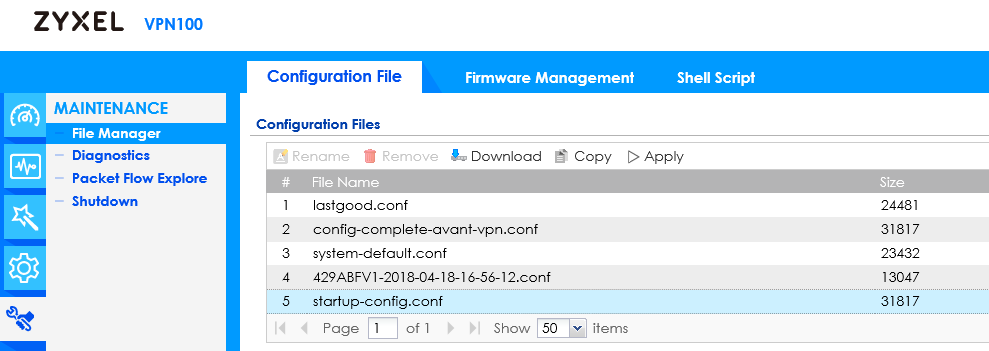 ZYXEL VPN100
Configuration File Firmware Management Shell Script
MAINTENANCE
File Manager
Diagnostics
Packet Flow Explore
Shutdown
Configuration Files
Rename Remove Download Copy Apply
# File Name Size
1 lastgood.conf 24481
2 config-complete-avant-vpn.conf 31817
3 system-default.conf 23432
4 429ABFV1-2018-04-18-16-56-12.conf 13047
5 startup-config.conf 31817
Page 1 of 1 Show 50 items